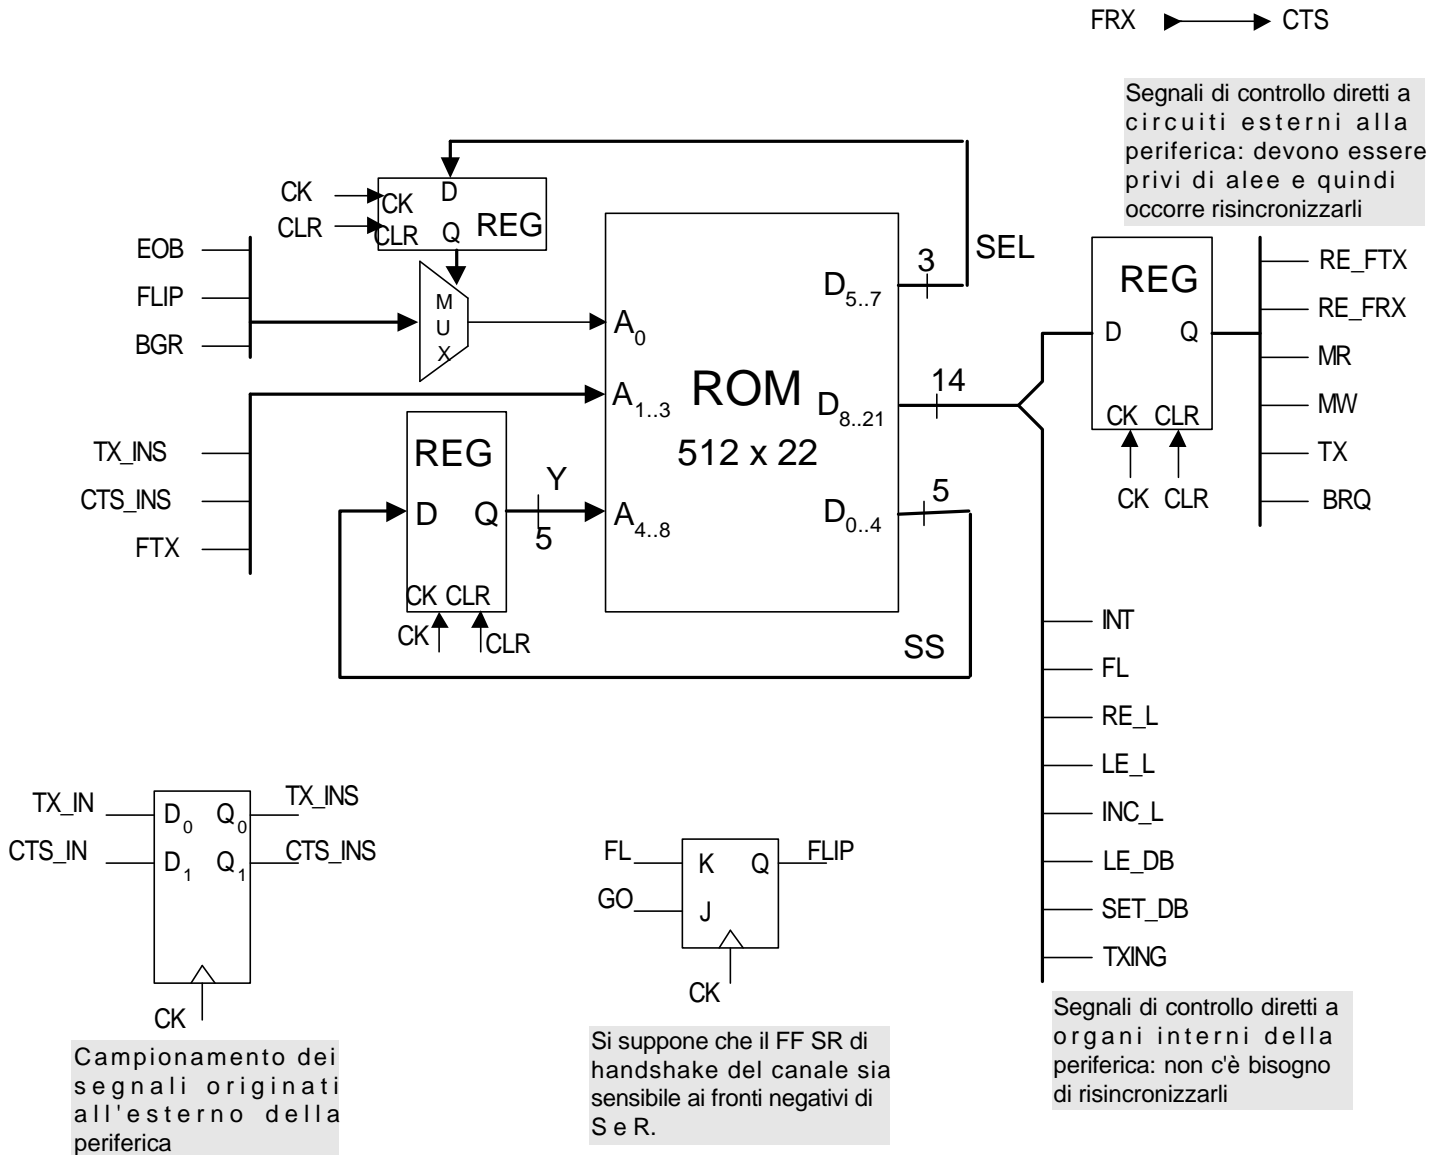 FRX CTS
Segnali di controllo diretti a
circuiti esterni alla
periferica: devono essere
privi di alee e quindi
occorre risincronizzarli
CK
CLR
D
CK
CLR
Q
REG
EOB
FLIP
BGR
MUX
TX_INS
CTS_INS
FTX
REG
D
Q
CK CLR
CK
CLR
Y
5
A0
A1..3
A4..8
ROM
512 x 22
D5..7
D8..21
D0..4
3
SEL
14
5
SS
REG
D
Q
CK CLR
CK CLR
RE_FTX
RE_FRX
MR
MW
TX
BRQ
INT
FL
RE_L
LE_L
INC_L
LE_DB
SET_DB
TXING
Segnali di controllo diretti a
organi interni della
periferica: non c'è bisogno
di risincronizzarli
TX_IN
CTS_IN
D0 Q0
D1 Q1
TX_INS
CTS_INS
CK
Campionamento dei
segnali originati
all'esterno della
periferica
FL
GO
K Q
J
FLIP
CK
Si suppone che il FF SR di
handshake del canale sia
sensibile ai fronti negativi di
S e R.